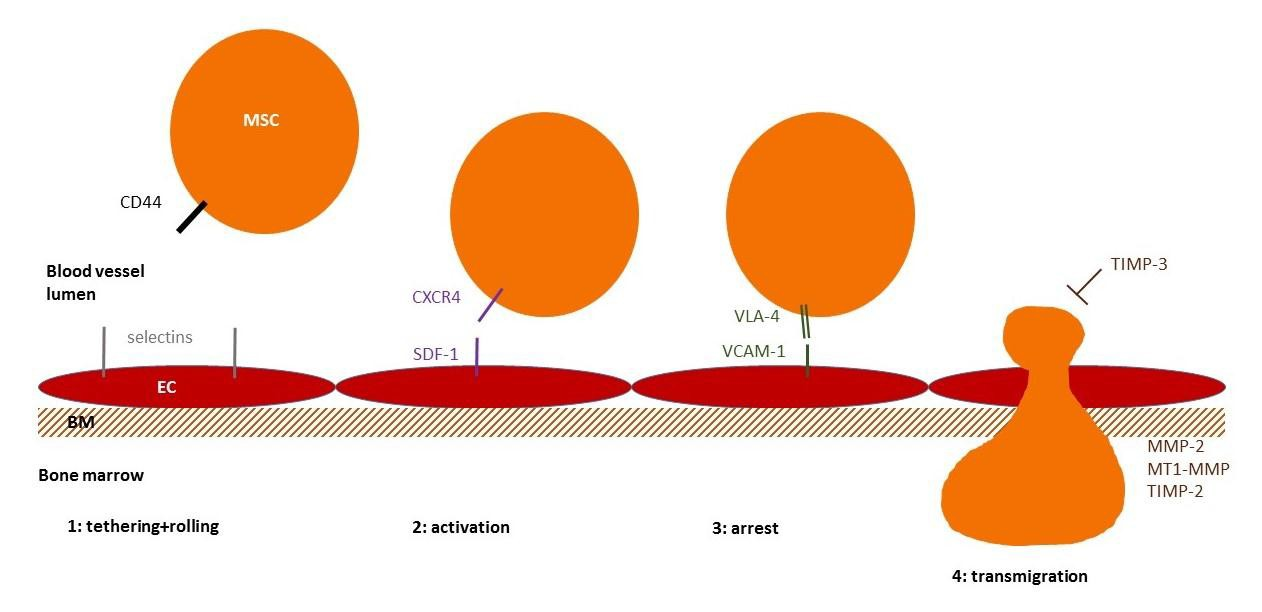 MSC
CD44
Blood vessel
lumen
selectins
EC
BM
Bone marrow
1: tethering+rolling
CXCR4
SDF-1
2: activation
VLA-4
VCAM-1
3: arrest
TIMP-3
MMP-2
MT1-MMP
TIMP-2
4: transmigration